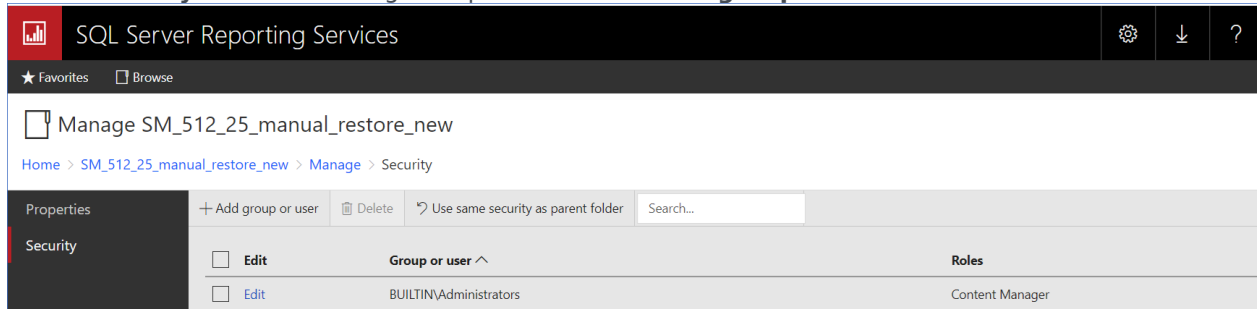 SQL Server Reporting Services
?
Favorites Browse
Manage SM_512_25_manual_restore_new
Home > SM_512_25_manual_restore_new > Manage > Security
Properties
+ Add group or user Delete Use same security as parent folder Search...
Security
Edit Group or user Roles
Edit BUILTIN\Administrators Content Manager